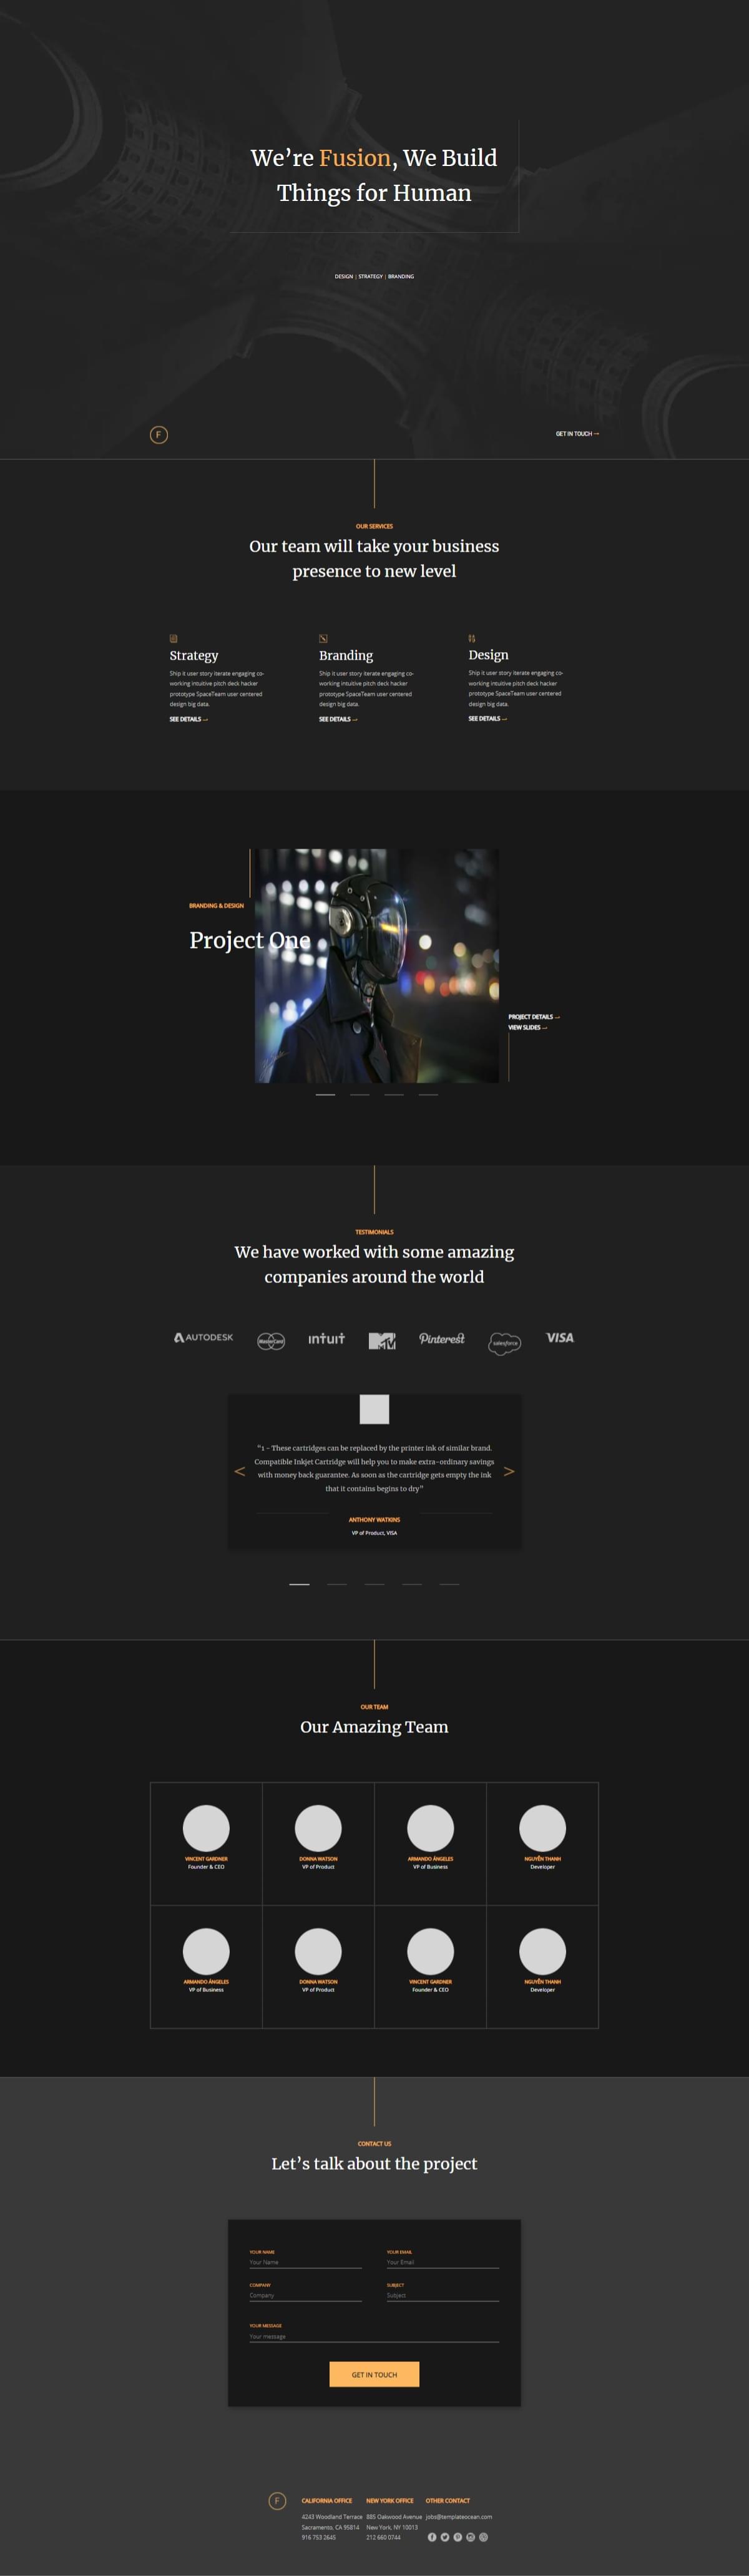 We're Fusion, We Build
Things for Human
DESIGN | STRATEGY | BRANDING
F
GET IN TOUCH →
OUR SERVICES
Our team will take your business
presence to new level
Strategy
Ship it user story iterate engaging co-
working intuitive pitch deck hacker
prototype SpaceTeam user centered
design big data.
SEE DETAILS →
Branding
Ship it user story iterate engaging co-
working intuitive pitch deck hacker
prototype SpaceTeam user centered
design big data.
SEE DETAILS →
Design
Ship it user story iterate engaging co-
working intuitive pitch deck hacker
prototype SpaceTeam user centered
design big data.
SEE DETAILS →
BRANDING & DESIGN
Project One
PROJECT DETAILS →
VIEW SLIDES →
TESTIMONIALS
We have worked with some amazing
companies around the world
AUTODESK
MasterCard
intuit
MTV
Pinterest
salesforce
VISA
“1 - These cartridges can be replaced by the printer ink of similar brand.
Compatible Inkjet Cartridge will help you to make extra-ordinary savings
with money back guarantee. As soon as the cartridge gets empty the ink
that it contains begins to dry”
< >
ANTHONY WATKINS
VP of Product, VISA
OUR TEAM
Our Amazing Team
VINCENT GARDNER
Founder & CEO
DONNA WATSON
VP of Product
ARMANDO ÁNGELES
VP of Business
NGUYỄN THANH
Developer
ARMANDO ÁNGELES
VP of Business
DONNA WATSON
VP of Product
VINCENT GARDNER
Founder & CEO
NGUYỄN THANH
Developer
CONTACT US
Let's talk about the project
YOUR NAME
Your Name
YOUR EMAIL
Your Email
COMPANY
Company
SUBJECT
Subject
YOUR MESSAGE
Your message
GET IN TOUCH
F
CALIFORNIA OFFICE
4243 Woodland Terrace
Sacramento, CA 95814
916 753 2645
NEW YORK OFFICE
885 Oakwood Avenue
New York, NY 10013
212 660 0744
OTHER CONTACT
jobs@templateocean.com